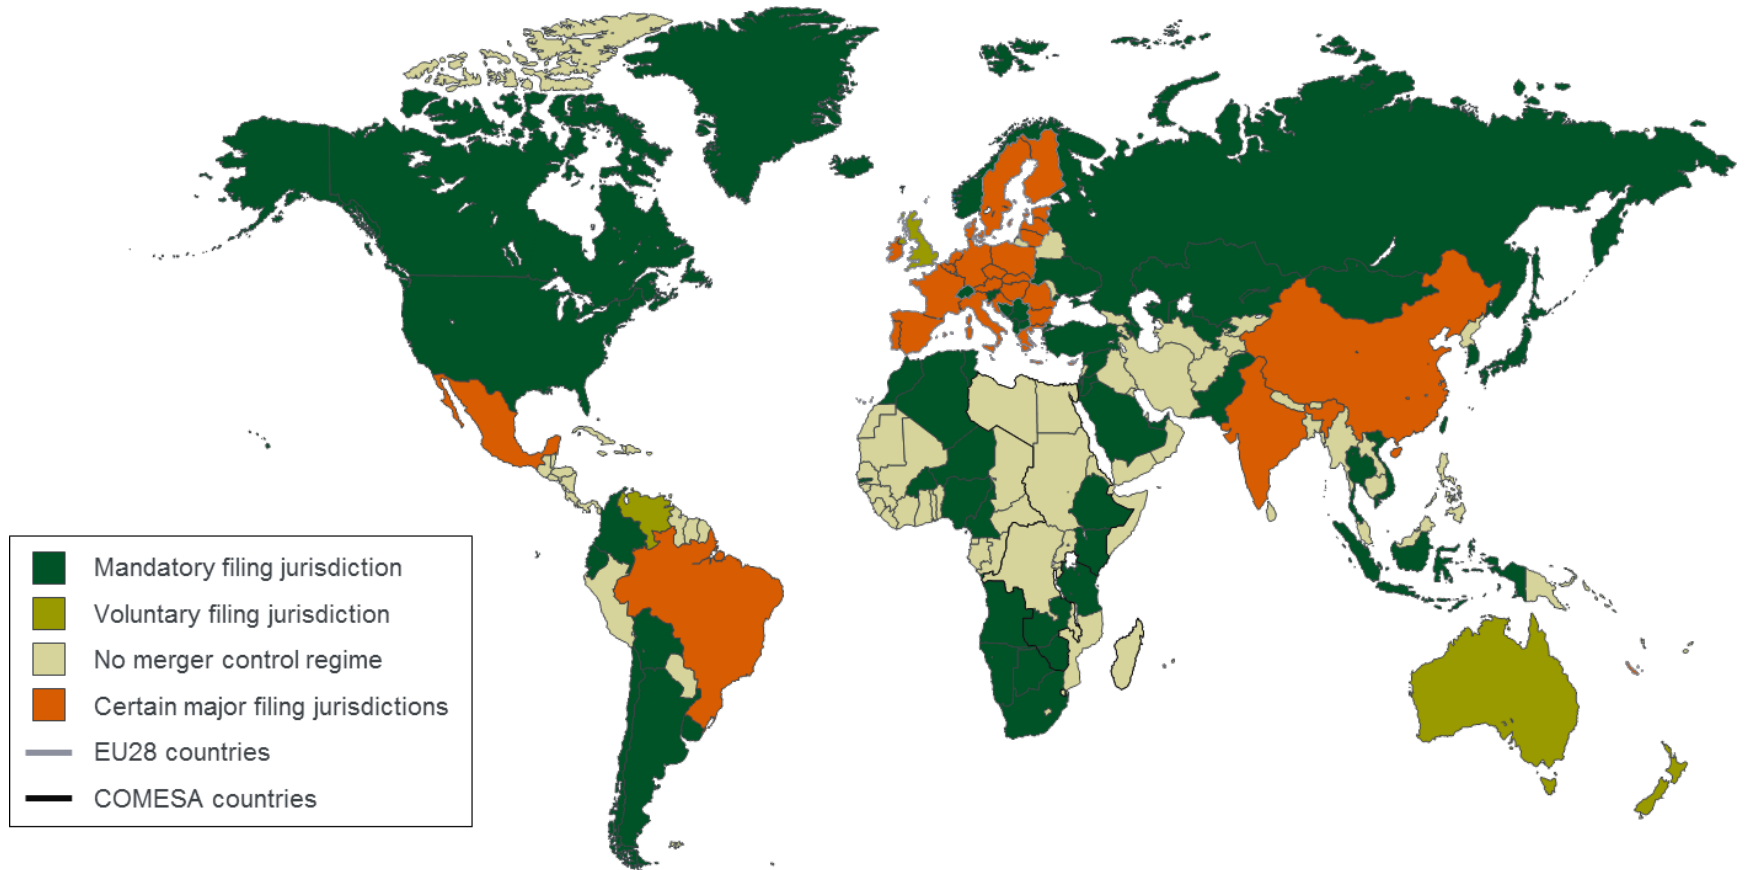 Mandatory filing jurisdiction
Voluntary filing jurisdiction
No merger control regime
Certain major filing jurisdictions
EU28 countries
COMESA countries